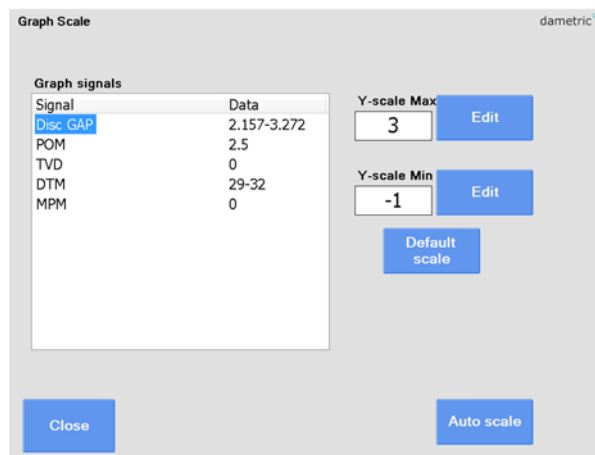 Graph Scale
dametric
Graph signals
Signal Data
Disc GAP 2.157-3.272
POM 2.5
TVD 0
DTM 29-32
MPM 0
Y-scale Max
3
Edit
Y-scale Min
-1
Edit
Default
scale
Close
Auto scale